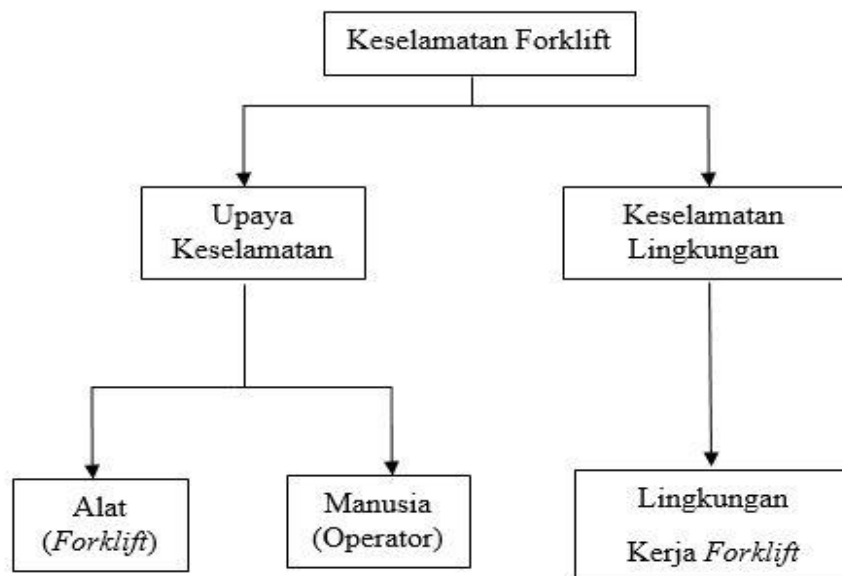 Keselamatan Forklift
Upaya
Keselamatan
Keselamatan
Lingkungan
Alat
(Forklift)
Manusia
(Operator)
Lingkungan
Kerja Forklift